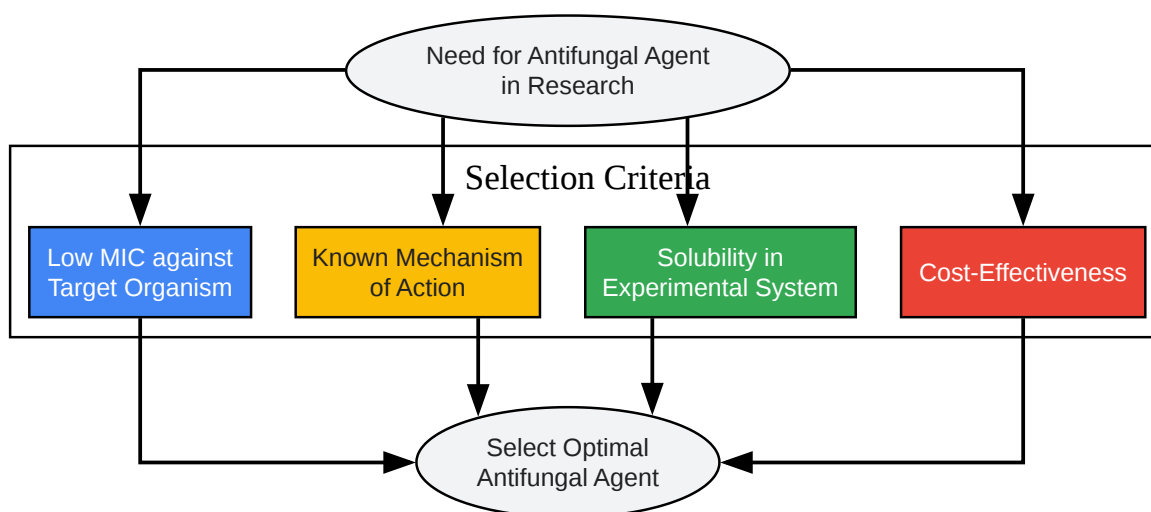 Need for Antifungal Agent
in Research
Selection Criteria
Low MIC against
Target Organism
Known Mechanism
of Action
Solubility in
Experimental System
Cost-Effectiveness
Select Optimal
Antifungal Agent